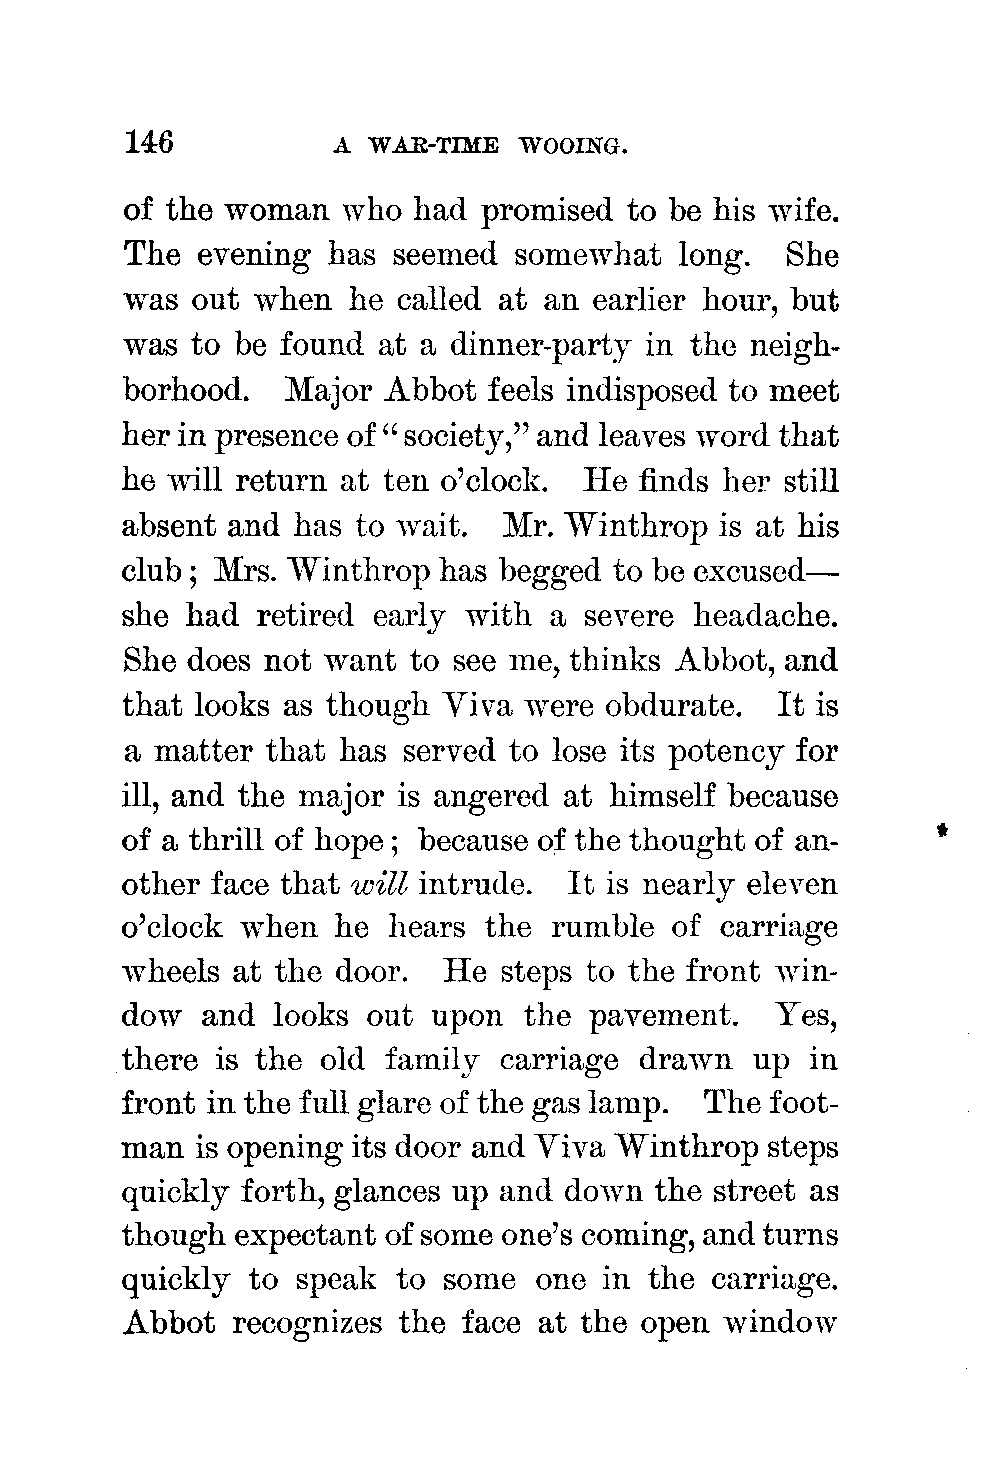 146 A WAR-TIME WOOING.
of the woman who had promised to be his wife.
The evening has seemed somewhat long. She
was out when he called at an earlier hour, but
was to be found at a dinner-party in the neigh-
borhood. Major Abbot feels indisposed to meet
her in presence of “society,” and leaves word that
he will return at ten o’clock. He finds her still
absent and has to wait. Mr. Winthrop is at his
club; Mrs. Winthrop has begged to be excused—
she had retired early with a severe headache.
She does not want to see me, thinks Abbot, and
that looks as though Viva were obdurate. It is
a matter that has served to lose its potency for
ill, and the major is angered at himself because
of a thrill of hope; because of the thought of an-
other face that will intrude. It is nearly eleven
o’clock when he hears the rumble of carriage
wheels at the door. He steps to the front win-
dow and looks out upon the pavement. Yes,
there is the old family carriage drawn up in
front in the full glare of the gas lamp. The foot-
man is opening its door and Viva Winthrop steps
quickly forth, glances up and down the street as
though expectant of some one’s coming, and turns
quickly to speak to some one in the carriage.
Abbot recognizes the face at the open window